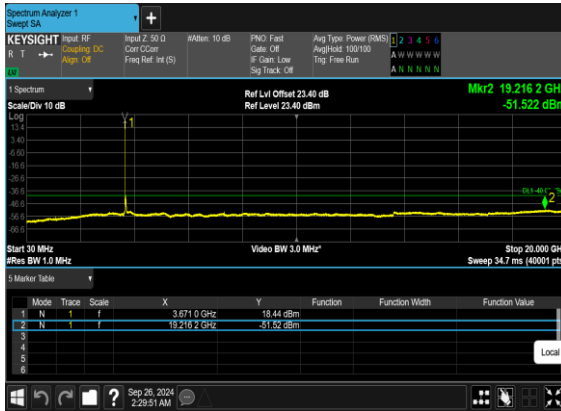 Spectrum Analyzer 1
Swept SA
KEYSIGHT Input: RF Input Z: 50 Ω #Atten: 10 dB PNO: Fast Avg Type: Power (RMS) 1 2 3 4 5 6
R T Coupling: DC Corr CCorr Gate: Off Avg|Hold: 100/100 A W W W W W
Align: Off Freq Ref: Int (S) IF Gain: Low Trig: Free Run
Sig Track: Off A N N N N N
1 Spectrum
Ref Lvl Offset 23.40 dB Mkr2 19.216 2 GH
Scale/Div 10 dB Ref Level 23.40 dBm -51.522 dBm
Log
13.4
3.40
-6.60
-16.6
-26.6
-36.6
-46.6
-56.6
-66.6
1
2
Start 30 MHz Video BW 3.0 MHz* Stop 20.000 GH
#Res BW 1.0 MHz Sweep 34.7 ms (40001 pts
5 Marker Table
Mode Trace Scale X Y Function Function Width Function Value
1 N 1 f 3.671 0 GHz 18.44 dBm
2 N 1 f 19.216 2 GHz -51.52 dBm
3
4
5
6
Local
? Sep 26, 2024
2:29:51 AM